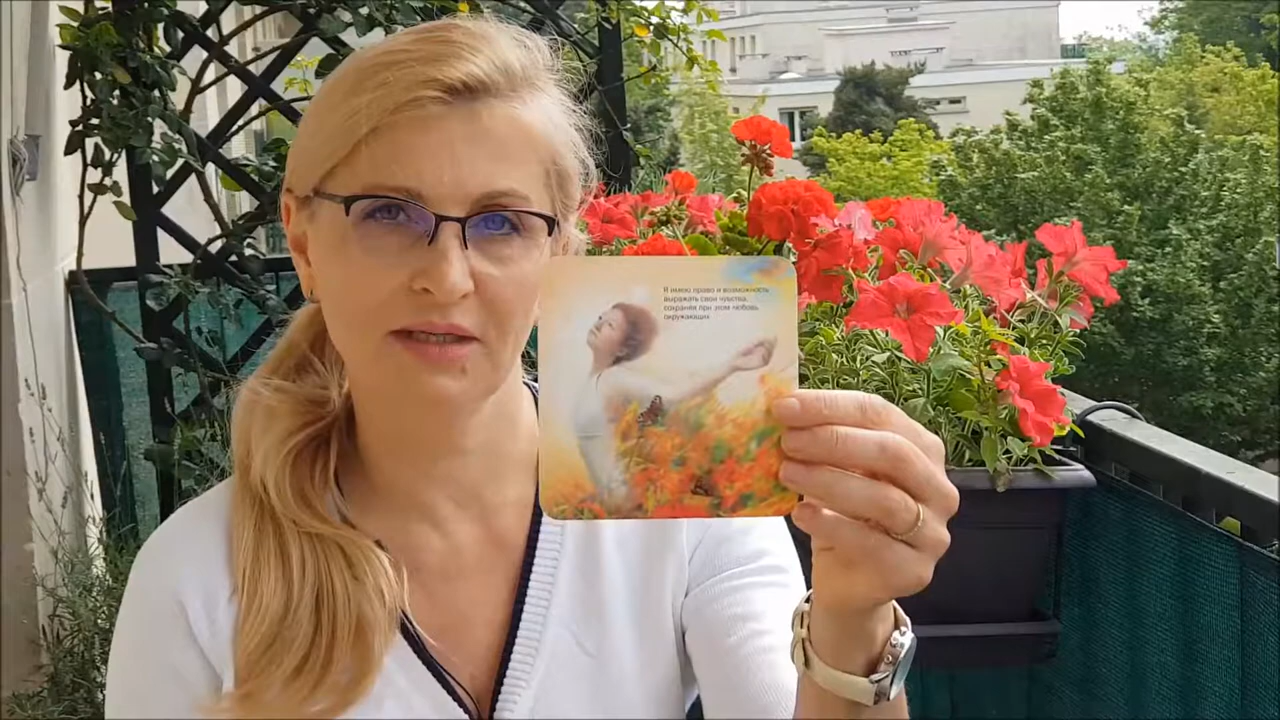 Я имею право и возможность
выражать свои чувства,
сохраняя при этом любовь
окружающих